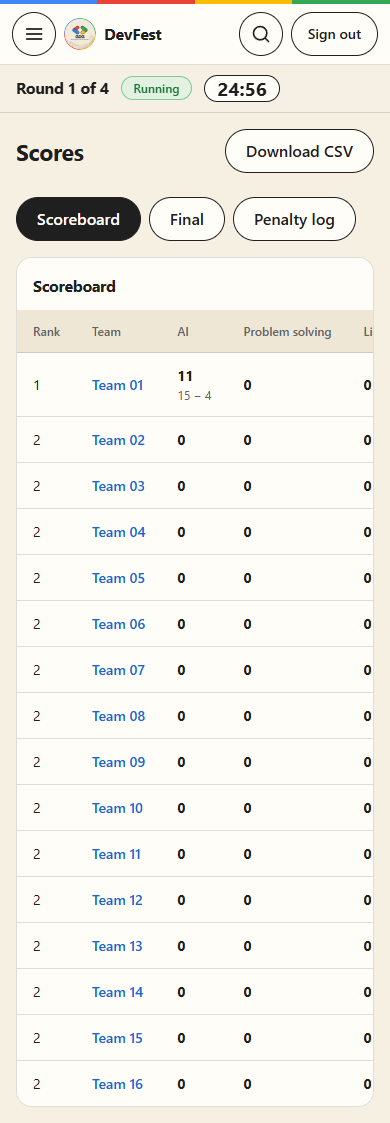 DevFest
Sign out
Round 1 of 4 Running 24:56
Scores
Download CSV
Scoreboard Final Penalty log
Scoreboard
Rank Team AI Problem solving
1 Team 01 11 0 0
15 – 4
2 Team 02 0 0 0
2 Team 03 0 0 0
2 Team 04 0 0 0
2 Team 05 0 0 0
2 Team 06 0 0 0
2 Team 07 0 0 0
2 Team 08 0 0 0
2 Team 09 0 0 0
2 Team 10 0 0 0
2 Team 11 0 0 0
2 Team 12 0 0 0
2 Team 13 0 0 0
2 Team 14 0 0 0
2 Team 15 0 0 0
2 Team 16 0 0 0